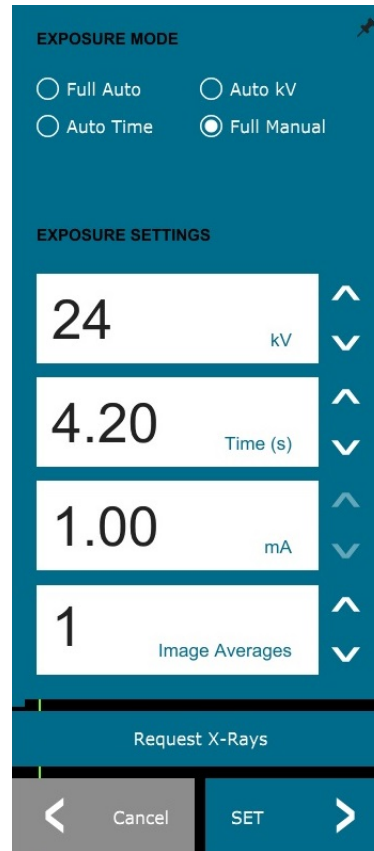 EXPOSURE MODE
Full Auto Auto kV
Auto Time Full Manual
EXPOSURE SETTINGS
24 kV
4.20 Time (s)
1.00 mA
1 Image Averages
Request X-Rays
Cancel SET